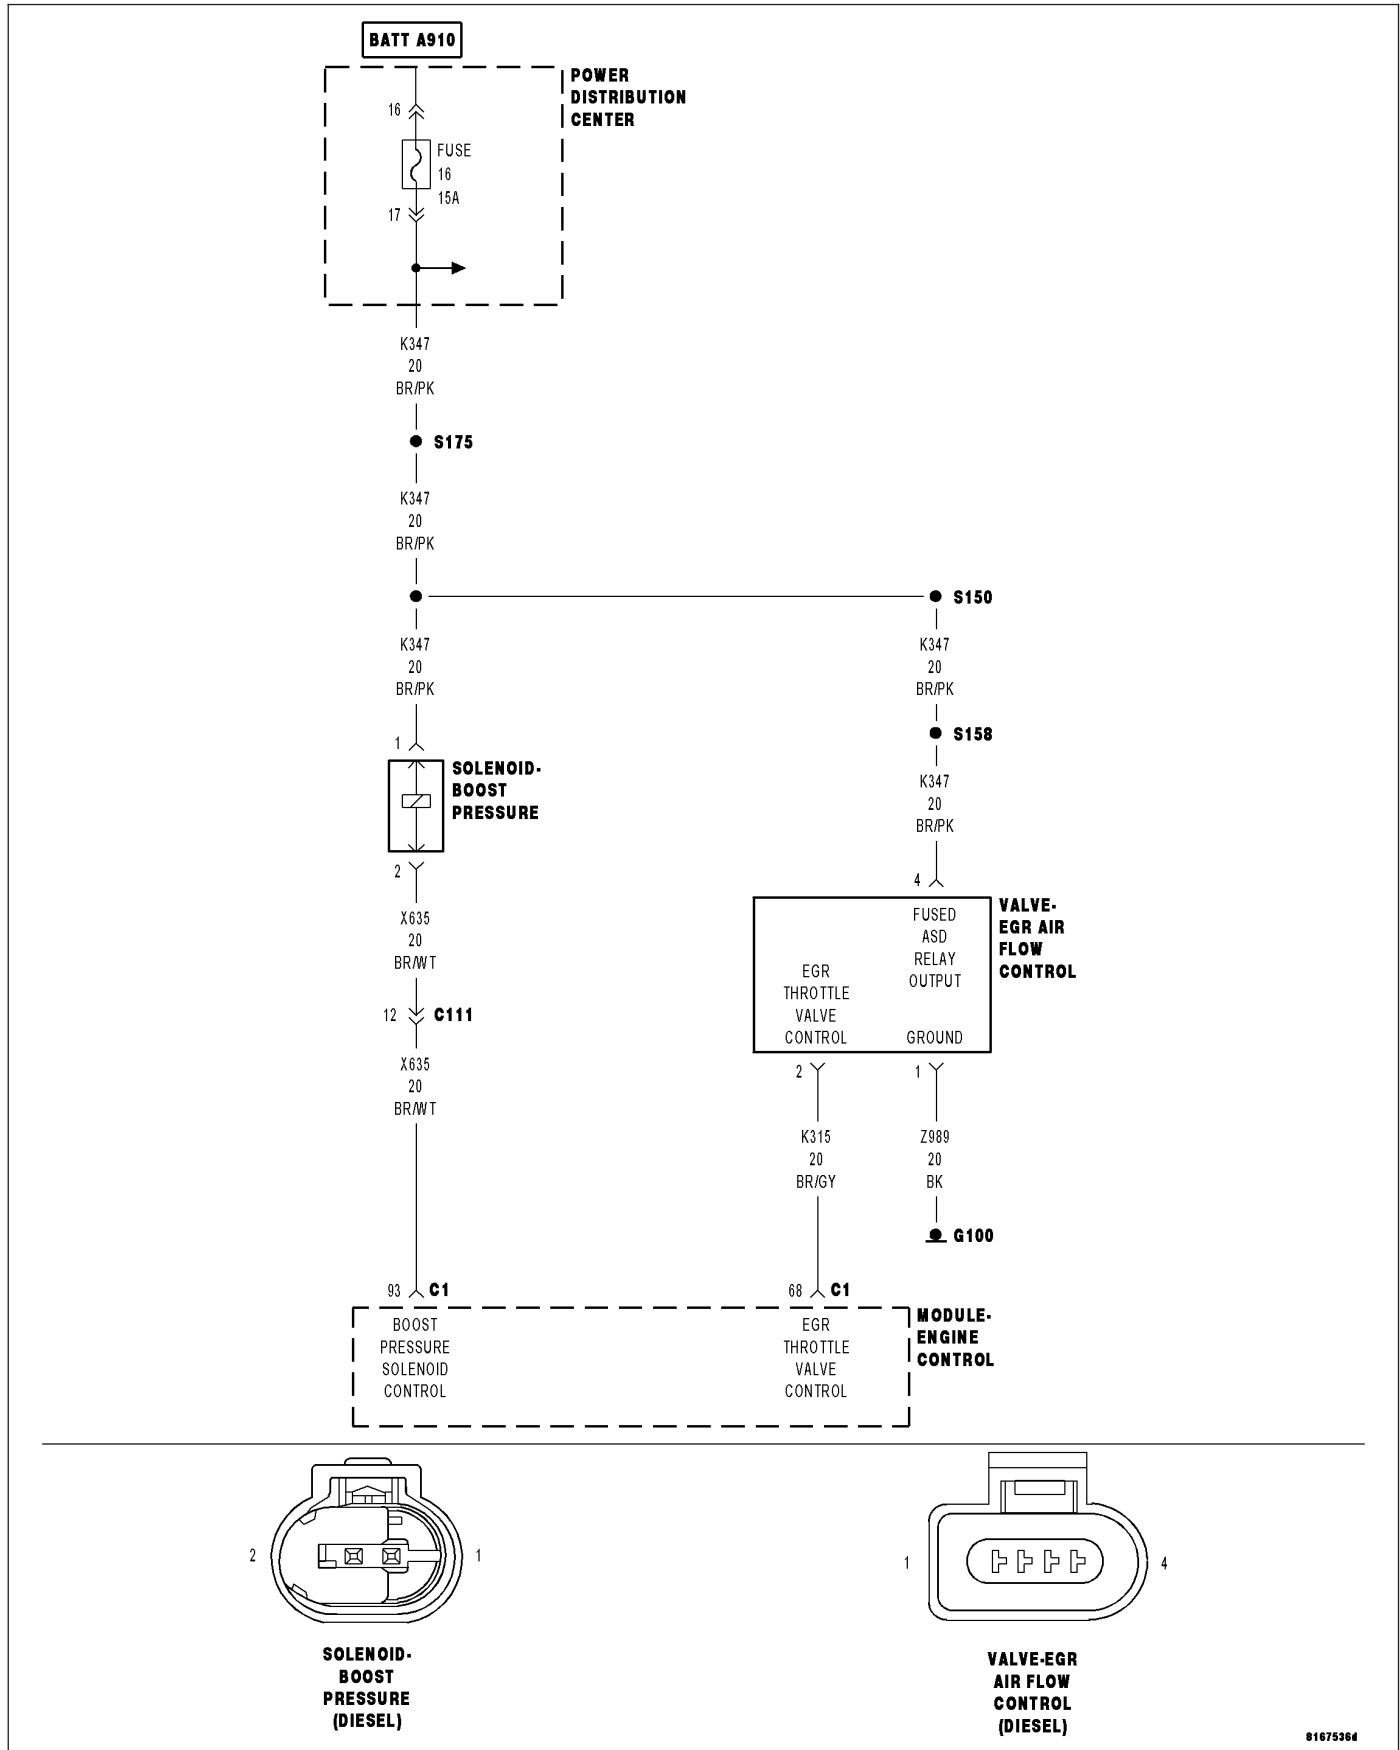 BATT A910
POWER
DISTRIBUTION
CENTER
16
FUSE
16
15A
17
K347
20
BR/PK
S175
K347
20
BR/PK
S150
K347
20
BR/PK
K347
20
BR/PK
S158
K347
20
BR/PK
1
SOLENOID-
BOOST
PRESSURE
2
X635
20
BR/WT
12
C111
X635
20
BR/WT
4
VALVE-
EGR AIR
FLOW
CONTROL
FUSED
ASD
RELAY
OUTPUT
EGR
THROTTLE
VALVE
CONTROL
GROUND
2
1
K315
20
BR/GY
Z989
20
BK
G100
93
C1
68
C1
BOOST
PRESSURE
SOLENOID
CONTROL
EGR
THROTTLE
VALVE
CONTROL
MODULE-
ENGINE
CONTROL
2
1
SOLENOID-
BOOST
PRESSURE
(DIESEL)
1
4
VALVE-EGR
AIR FLOW
CONTROL
(DIESEL)
8167536d